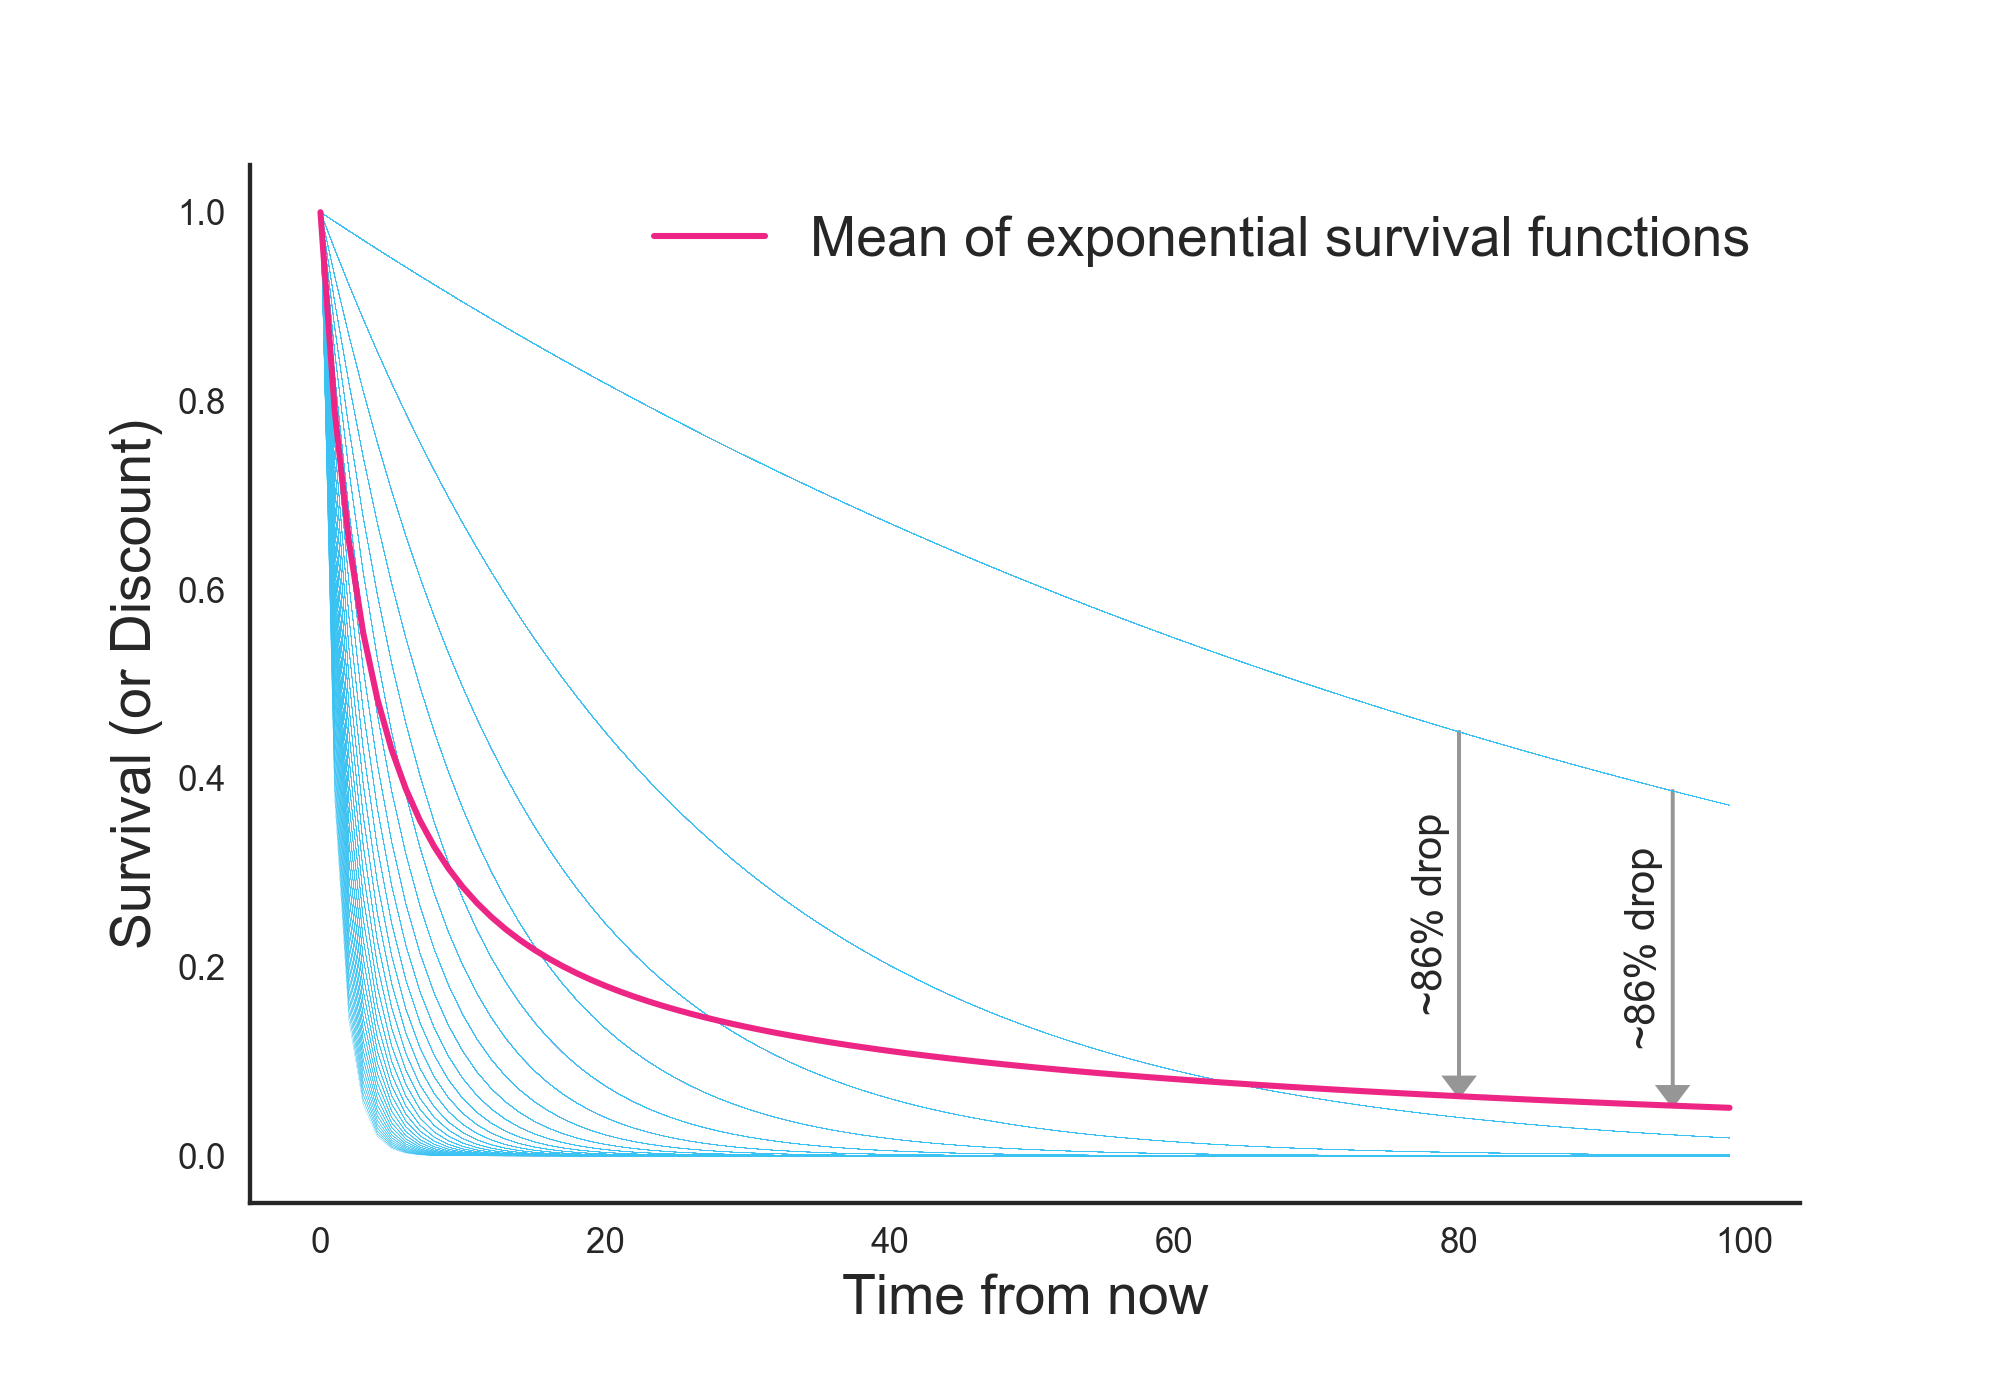 Mean of exponential survival functions
1.0
0.8
0.6
0.4
0.2
0.0
Survival (or Discount)
~86% drop
~86% drop
0 20 40 60 80 100
Time from now